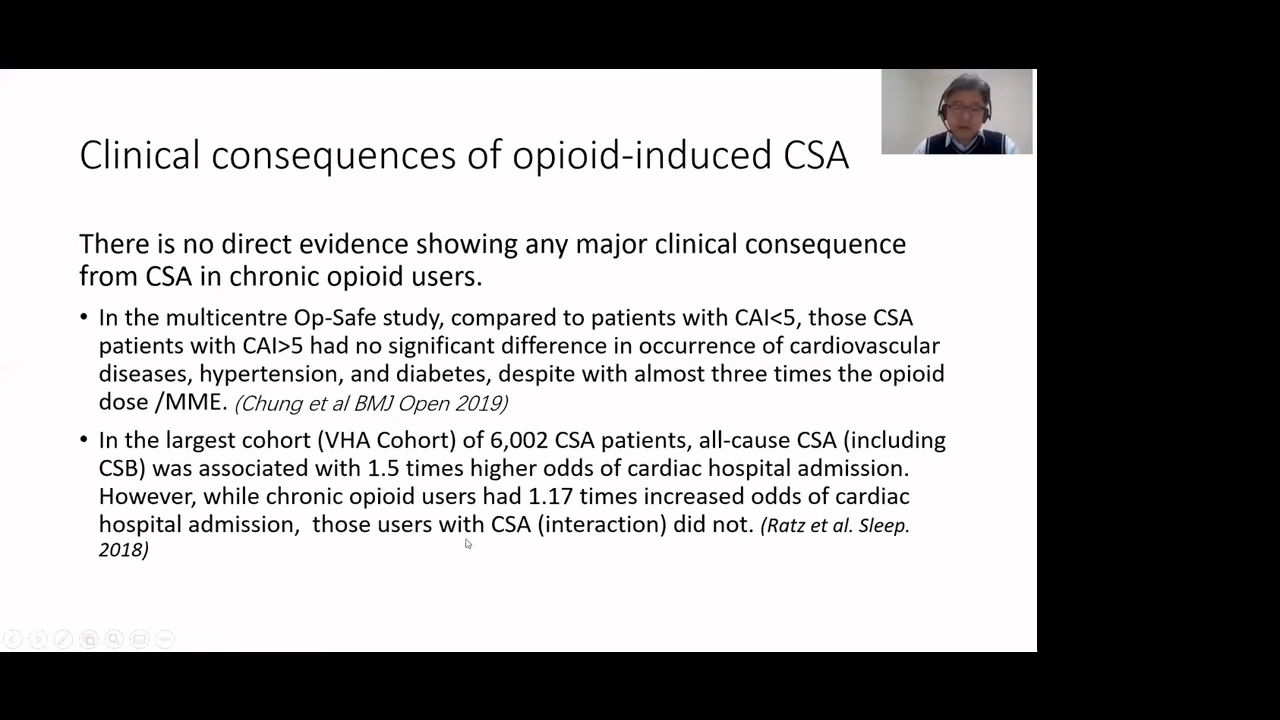 Clinical consequences of opioid-induced CSA
There is no direct evidence showing any major clinical consequence
from CSA in chronic opioid users.
• In the multicentre Op-Safe study, compared to patients with CAI<5, those CSA
patients with CAI>5 had no significant difference in occurrence of cardiovascular
diseases, hypertension, and diabetes, despite with almost three times the opioid
dose /MME. (Chung et al BMJ Open 2019)
• In the largest cohort (VHA Cohort) of 6,002 CSA patients, all-cause CSA (including
CSB) was associated with 1.5 times higher odds of cardiac hospital admission.
However, while chronic opioid users had 1.17 times increased odds of cardiac
hospital admission,  those users with CSA (interaction) did not. (Ratz et al. Sleep.
2018)